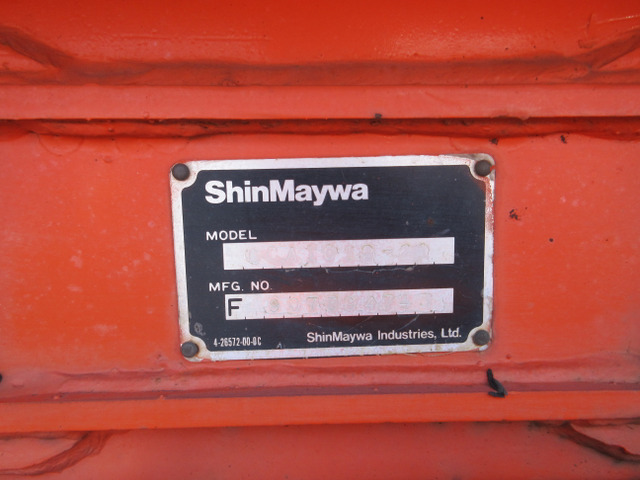 ShinMaywa
MODEL
MFG. NO.
F
4-26572-00-0C
ShinMaywa Industries, Ltd.